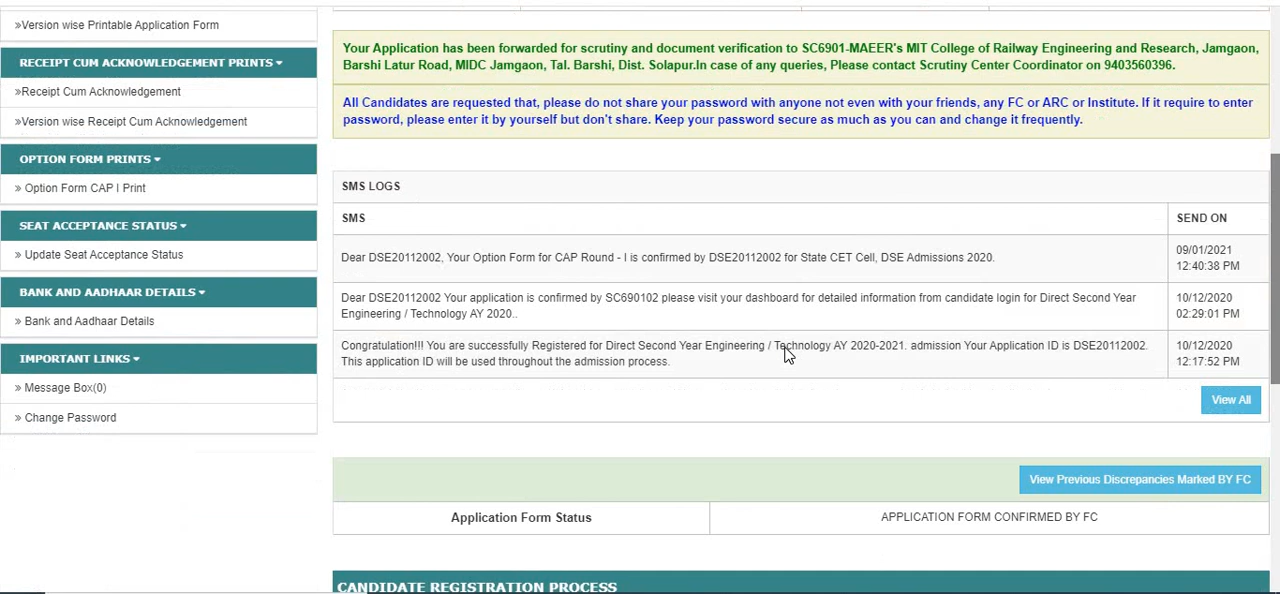 »Version wise Printable Application Form
RECEIPT CUM ACKNOWLEDGEMENT PRINTS
»Receipt Cum Acknowledgement
»Version wise Receipt Cum Acknowledgement
OPTION FORM PRINTS
» Option Form CAP I Print
SEAT ACCEPTANCE STATUS
» Update Seat Acceptance Status
BANK AND AADHAAR DETAILS
» Bank and Aadhaar Details
IMPORTANT LINKS
» Message Box(0)
» Change Password
Your Application has been forwarded for scrutiny and document verification to SC6901-MAEER's MIT College of Railway Engineering and Research, Jamgaon,
Barshi Latur Road, MIDC Jamgaon, Tal. Barshi, Dist. Solapur.In case of any queries, Please contact Scrutiny Center Coordinator on 9403560396.
All Candidates are requested that, please do not share your password with anyone not even with your friends, any FC or ARC or Institute. If it require to enter
password, please enter it by yourself but don't share. Keep your password secure as much as you can and change it frequently.
SMS LOGS
SMS SEND ON
Dear DSE20112002, Your Option Form for CAP Round - I is confirmed by DSE20112002 for State CET Cell, DSE Admissions 2020.
09/01/2021
12:40:38 PM
Dear DSE20112002 Your application is confirmed by SC690102 please visit your dashboard for detailed information from candidate login for Direct Second Year
Engineering / Technology AY 2020..
10/12/2020
02:29:01 PM
Congratulation!!! You are successfully Registered for Direct Second Year Engineering / Technology AY 2020-2021. admission Your Application ID is DSE20112002.
This application ID will be used throughout the admission process.
10/12/2020
12:17:52 PM
View All
View Previous Discrepancies Marked BY FC
Application Form Status APPLICATION FORM CONFIRMED BY FC
CANDIDATE REGISTRATION PROCESS